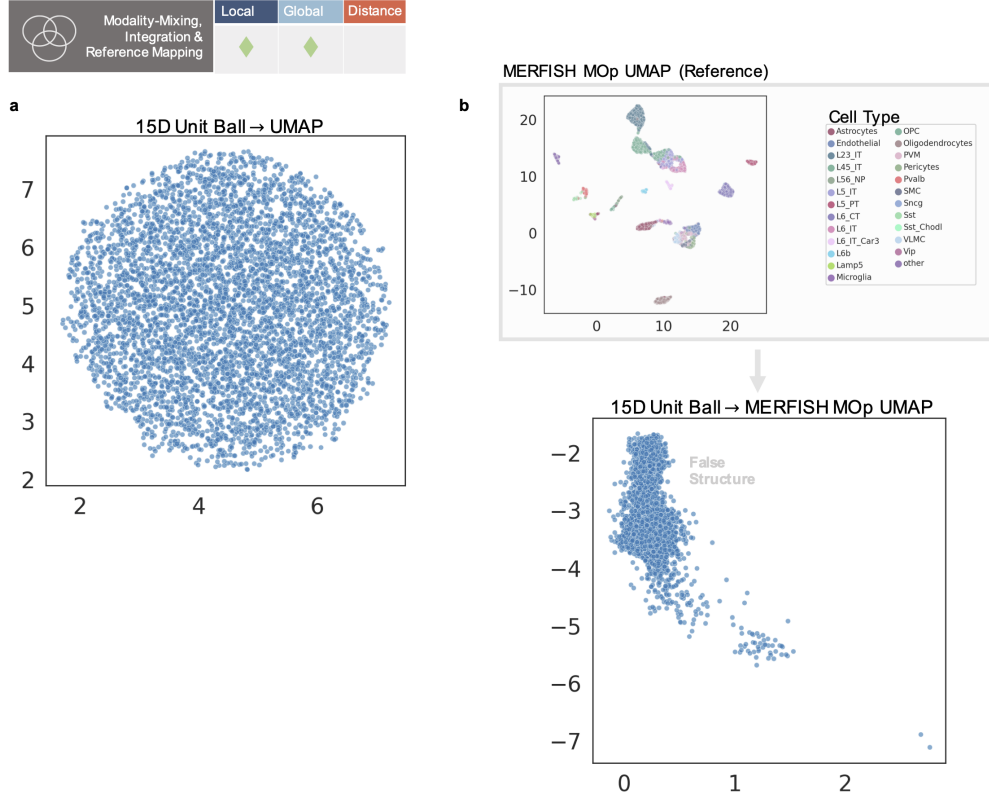 Modality-Mixing,
Integration &
Reference Mapping
Local Global Distance
a
15D Unit Ball → UMAP
7
6
5
4
3
2
2 4 6
b
MERFISH MOp UMAP (Reference)
20
10
0
−10
0 10 20
Cell Type
Astrocytes
Endothelial
L23_IT
L45_IT
L56_NP
L5_IT
L5_PT
L6_CT
L6_IT
L6_IT_Car3
L6b
Lamp5
Microglia
OPC
Oligodendrocytes
PVM
Pericytes
Pvalb
SMC
Sncg
Sst
Sst_Chodl
VLMC
Vip
other
15D Unit Ball → MERFISH MOp UMAP
False
Structure
−2
−3
−4
−5
−6
−7
0 1 2